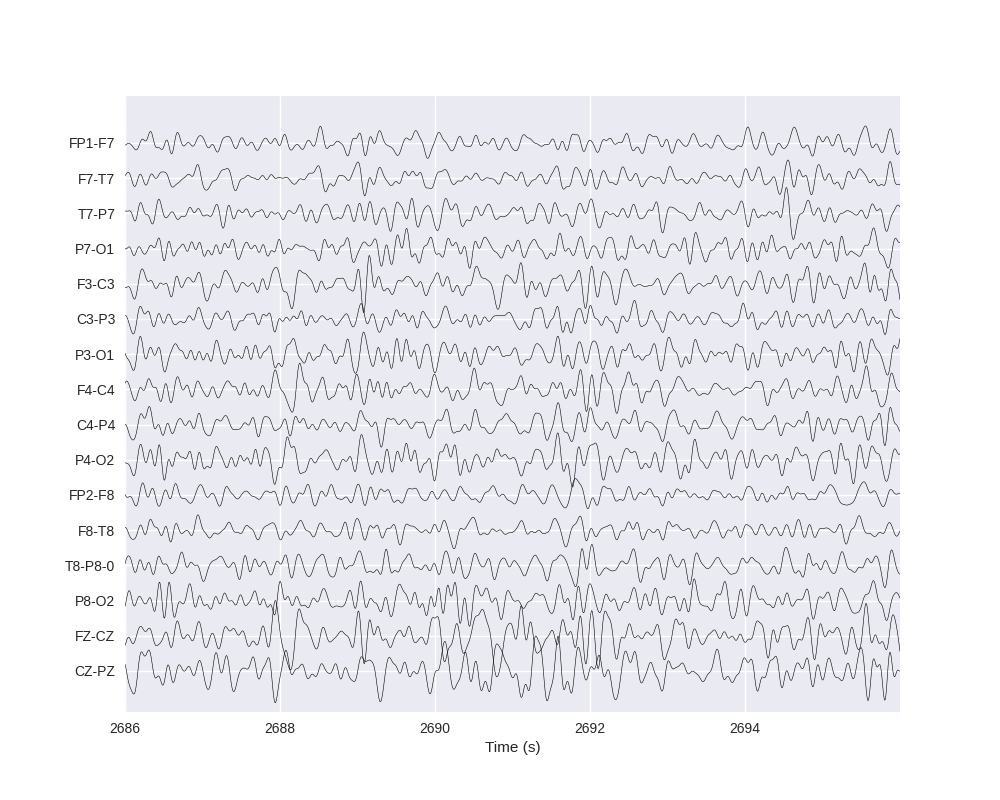 FP1-F7
F7-T7
T7-P7
P7-O1
F3-C3
C3-P3
P3-O1
F4-C4
C4-P4
P4-O2
FP2-F8
F8-T8
T8-P8-0
P8-O2
FZ-CZ
CZ-PZ
2686 2688 2690 2692 2694
Time (s)